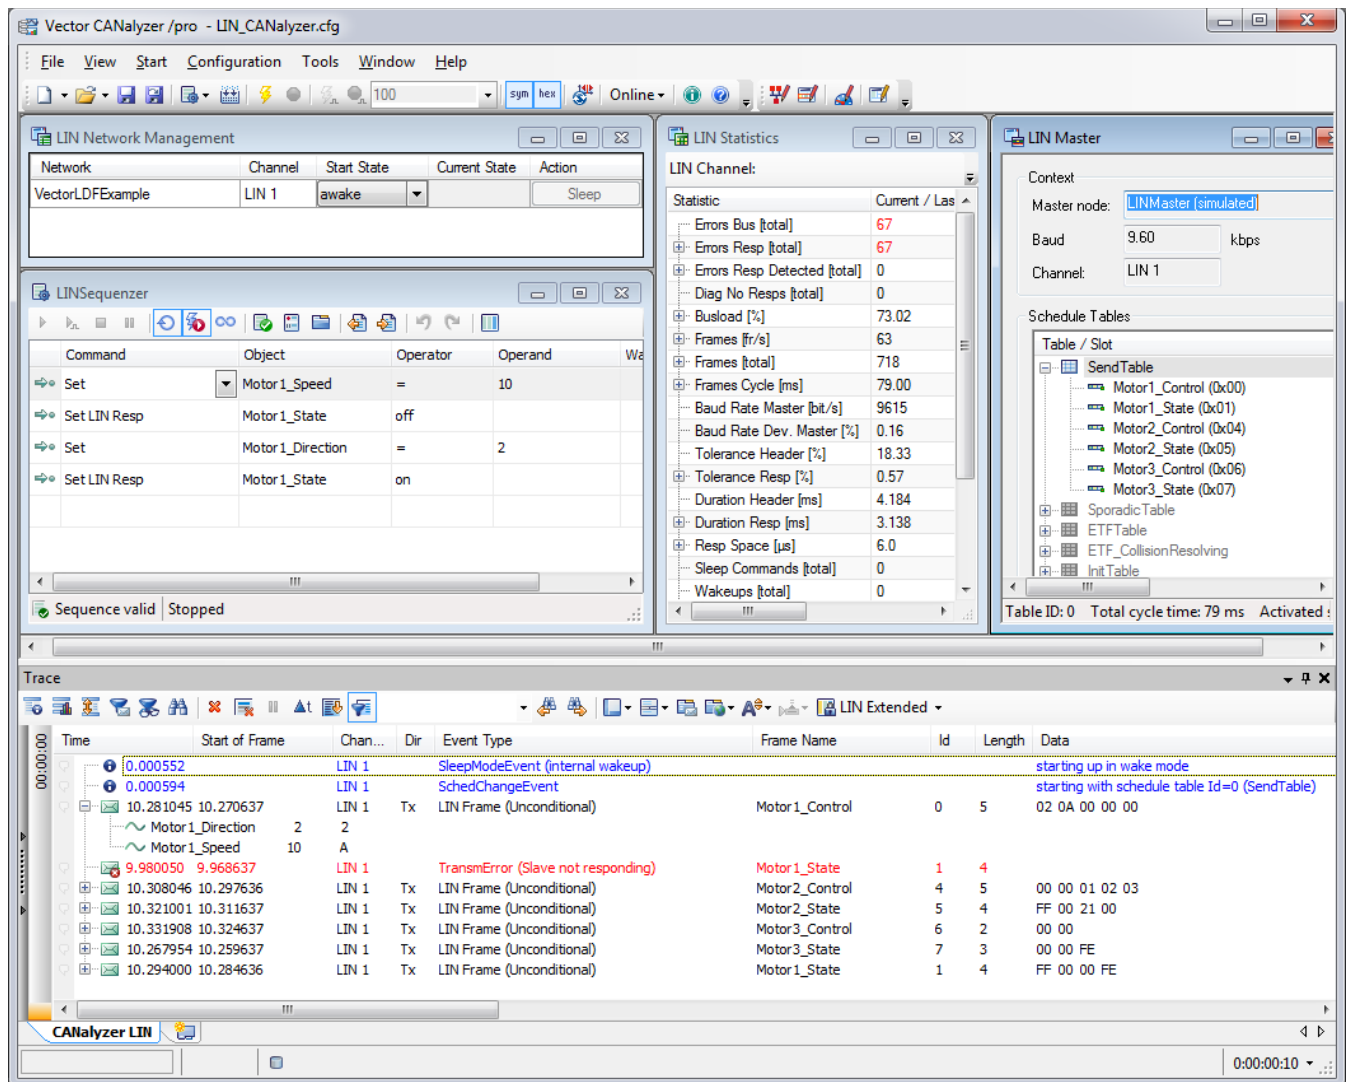 Vector CANalyzer /pro - LIN_CANalyzer.cfg
File View Start Configuration Tools Window Help
100 sym hex Online
LIN Network Management
Network Channel Start State Current State Action
VectorLDFExample LIN 1 awake Sleep
LINSequenzer
Command Object Operator Operand Wa
Set Motor1_Speed = 10
Set LIN Resp Motor1_State off
Set Motor1_Direction = 2
Set LIN Resp Motor1_State on
Sequence valid Stopped
LIN Statistics
LIN Channel:
Statistic Current / Las
Errors Bus [total] 67
Errors Resp [total] 67
Errors Resp Detected [total] 0
Diag No Resps [total] 0
Busload [%] 73.02
Frames [fr/s] 63
Frames [total] 718
Frames Cycle [ms] 79.00
Baud Rate Master [bit/s] 9615
Baud Rate Dev. Master [%] 0.16
Tolerance Header [%] 18.33
Tolerance Resp [%] 0.57
Duration Header [ms] 4.184
Duration Resp [ms] 3.138
Resp Space [µs] 6.0
Sleep Commands [total] 0
Wakeups [total] 0
LIN Master
Context
Master node: LINMaster (simulated)
Baud 9.60 kbps
Channel: LIN 1
Schedule Tables
Table / Slot
SendTable
Motor1_Control (0x00)
Motor1_State (0x01)
Motor2_Control (0x04)
Motor2_State (0x05)
Motor3_Control (0x06)
Motor3_State (0x07)
SporadicTable
ETFTable
ETF_CollisionResolving
InitTable
Table ID: 0 Total cycle time: 79 ms Activated
Trace
Δt LIN Extended
00:00:00
Time Start of Frame Chan... Dir Event Type Frame Name Id Length Data
0.000552 LIN 1 SleepModeEvent (internal wakeup) starting up in wake mode
0.000594 LIN 1 SchedChangeEvent starting with schedule table Id=0 (SendTable)
10.281045 10.270637 LIN 1 Tx LIN Frame (Unconditional) Motor1_Control 0 5 02 0A 00 00 00
Motor1_Direction 2 2
Motor1_Speed 10 A
9.980050 9.968637 LIN 1 TransmError (Slave not responding) Motor1_State 1 4
10.308046 10.297636 LIN 1 Tx LIN Frame (Unconditional) Motor2_Control 4 5 00 00 01 02 03
10.321001 10.311637 LIN 1 Tx LIN Frame (Unconditional) Motor2_State 5 4 FF 00 21 00
10.331908 10.324637 LIN 1 Tx LIN Frame (Unconditional) Motor3_Control 6 2 00 00
10.267954 10.259637 LIN 1 Tx LIN Frame (Unconditional) Motor3_State 7 3 00 00 FE
10.294000 10.284636 LIN 1 Tx LIN Frame (Unconditional) Motor1_State 1 4 FF 00 00 FE
CANalyzer LIN
0:00:00:10